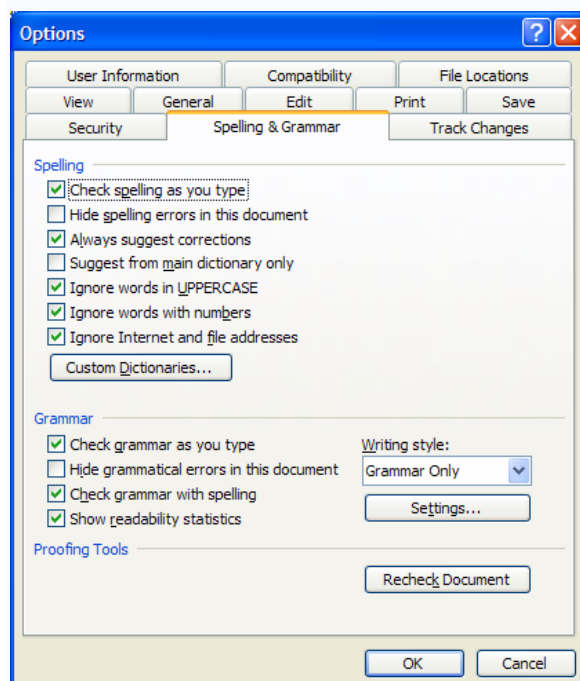 Options
User Information Compatibility File Locations
View General Edit Print Save
Security Spelling & Grammar Track Changes
Spelling
Check spelling as you type
Hide spelling errors in this document
Always suggest corrections
Suggest from main dictionary only
Ignore words in UPPERCASE
Ignore words with numbers
Ignore Internet and file addresses
Custom Dictionaries...
Grammar
Check grammar as you type Writing style:
Hide grammatical errors in this document Grammar Only
Check grammar with spelling
Show readability statistics Settings...
Proofing Tools
Recheck Document
OK Cancel